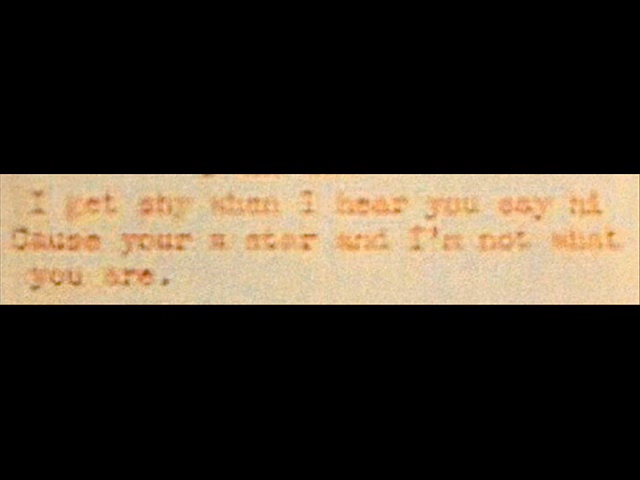 I get shy when I hear you say hi
Cause your a star and I'm not what
you are.